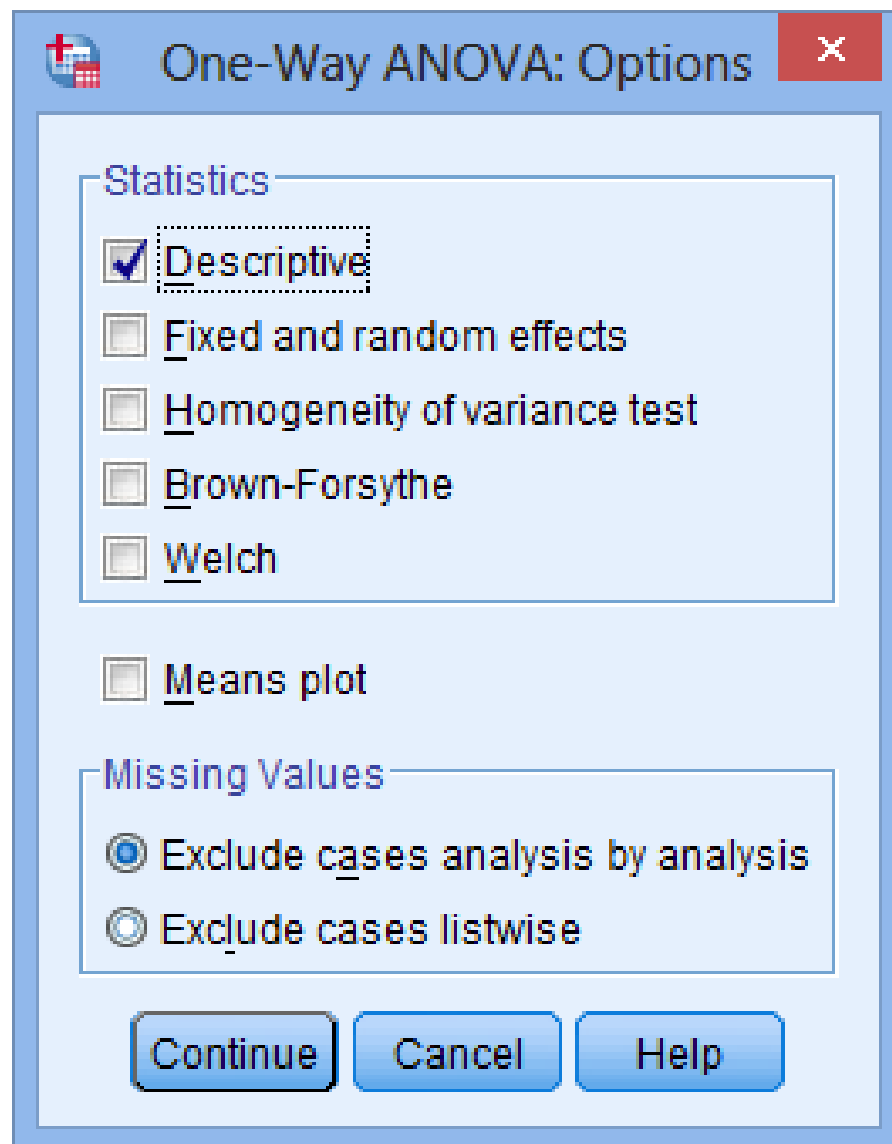 One-Way ANOVA: Options
Statistics
Descriptive
Fixed and random effects
Homogeneity of variance test
Brown-Forsythe
Welch
Means plot
Missing Values
Exclude cases analysis by analysis
Exclude cases listwise
Continue Cancel Help